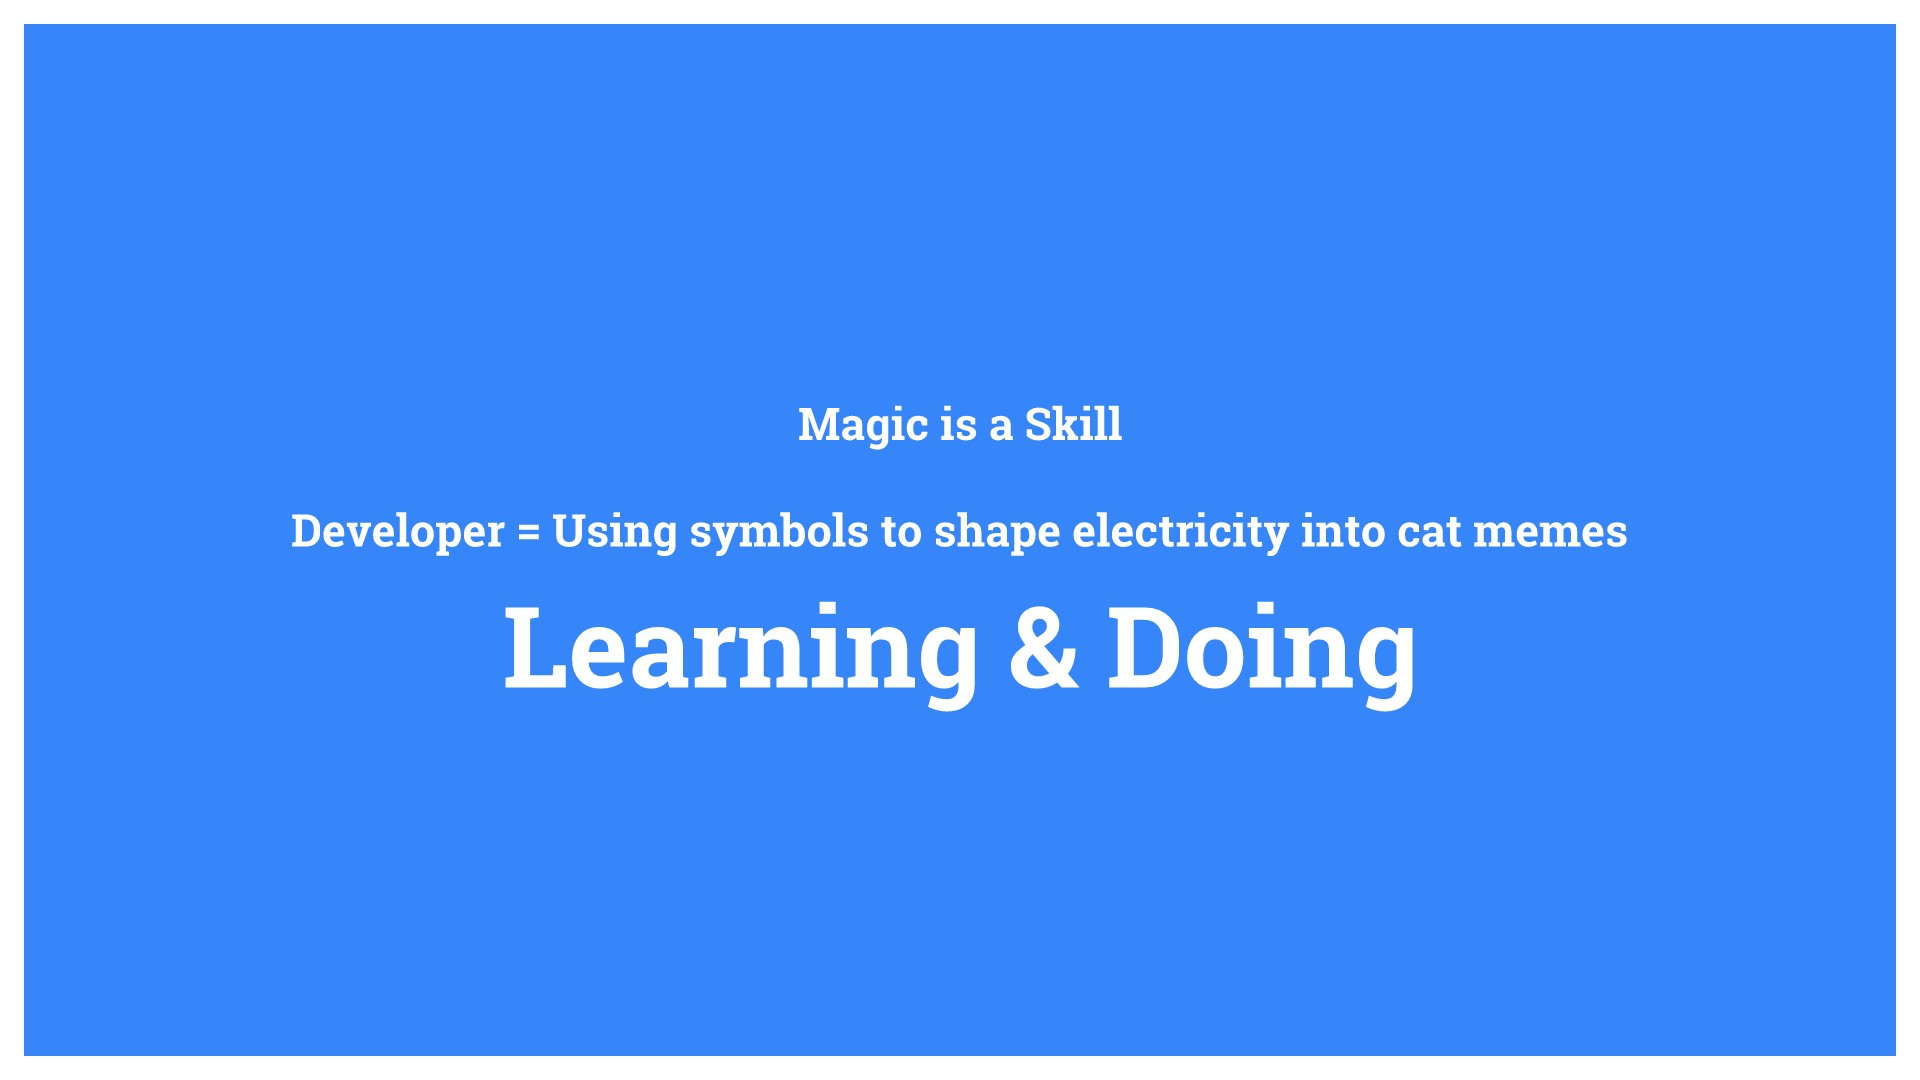 Magic is a Skill
Developer = Using symbols to shape electricity into cat memes
Learning & Doing